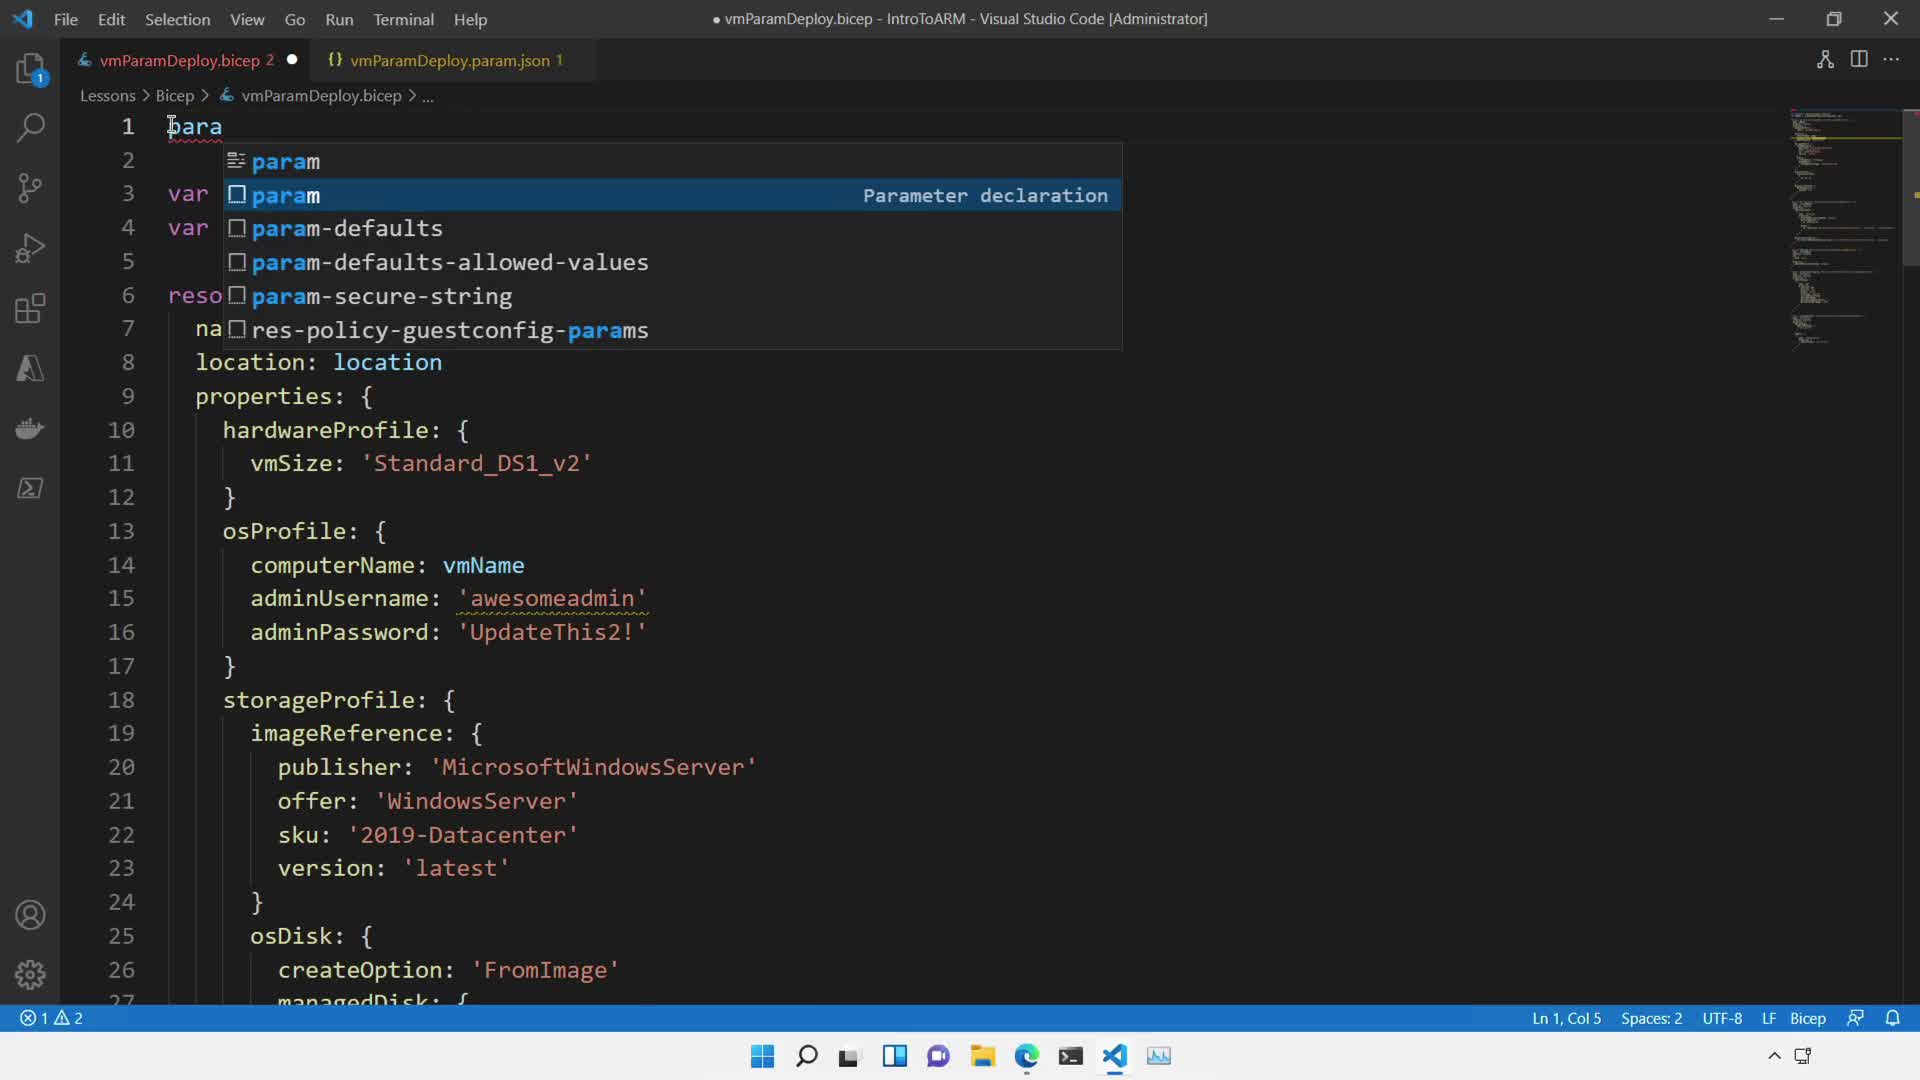 File Edit Selection View Go Run Terminal Help
● vmParamDeploy.bicep - IntroToARM - Visual Studio Code [Administrator]
vmParamDeploy.bicep 2 ●
{} vmParamDeploy.param.json 1
Lessons > Bicep > vmParamDeploy.bicep > ...
1
1 para
2 param
3 var param Parameter declaration
4 var param-defaults
5 param-defaults-allowed-values
6 reso param-secure-string
7 na res-policy-guestconfig-params
8 location: location
9 properties: {
10 hardwareProfile: {
11 vmSize: 'Standard_DS1_v2'
12 }
13 osProfile: {
14 computerName: vmName
15 adminUsername: 'awesomeadmin'
16 adminPassword: 'UpdateThis2!'
17 }
18 storageProfile: {
19 imageReference: {
20 publisher: 'MicrosoftWindowsServer'
21 offer: 'WindowsServer'
22 sku: '2019-Datacenter'
23 version: 'latest'
24 }
25 osDisk: {
26 createOption: 'FromImage'
27 managedDisk: {
1 2
Ln 1, Col 5 Spaces: 2 UTF-8 LF Bicep